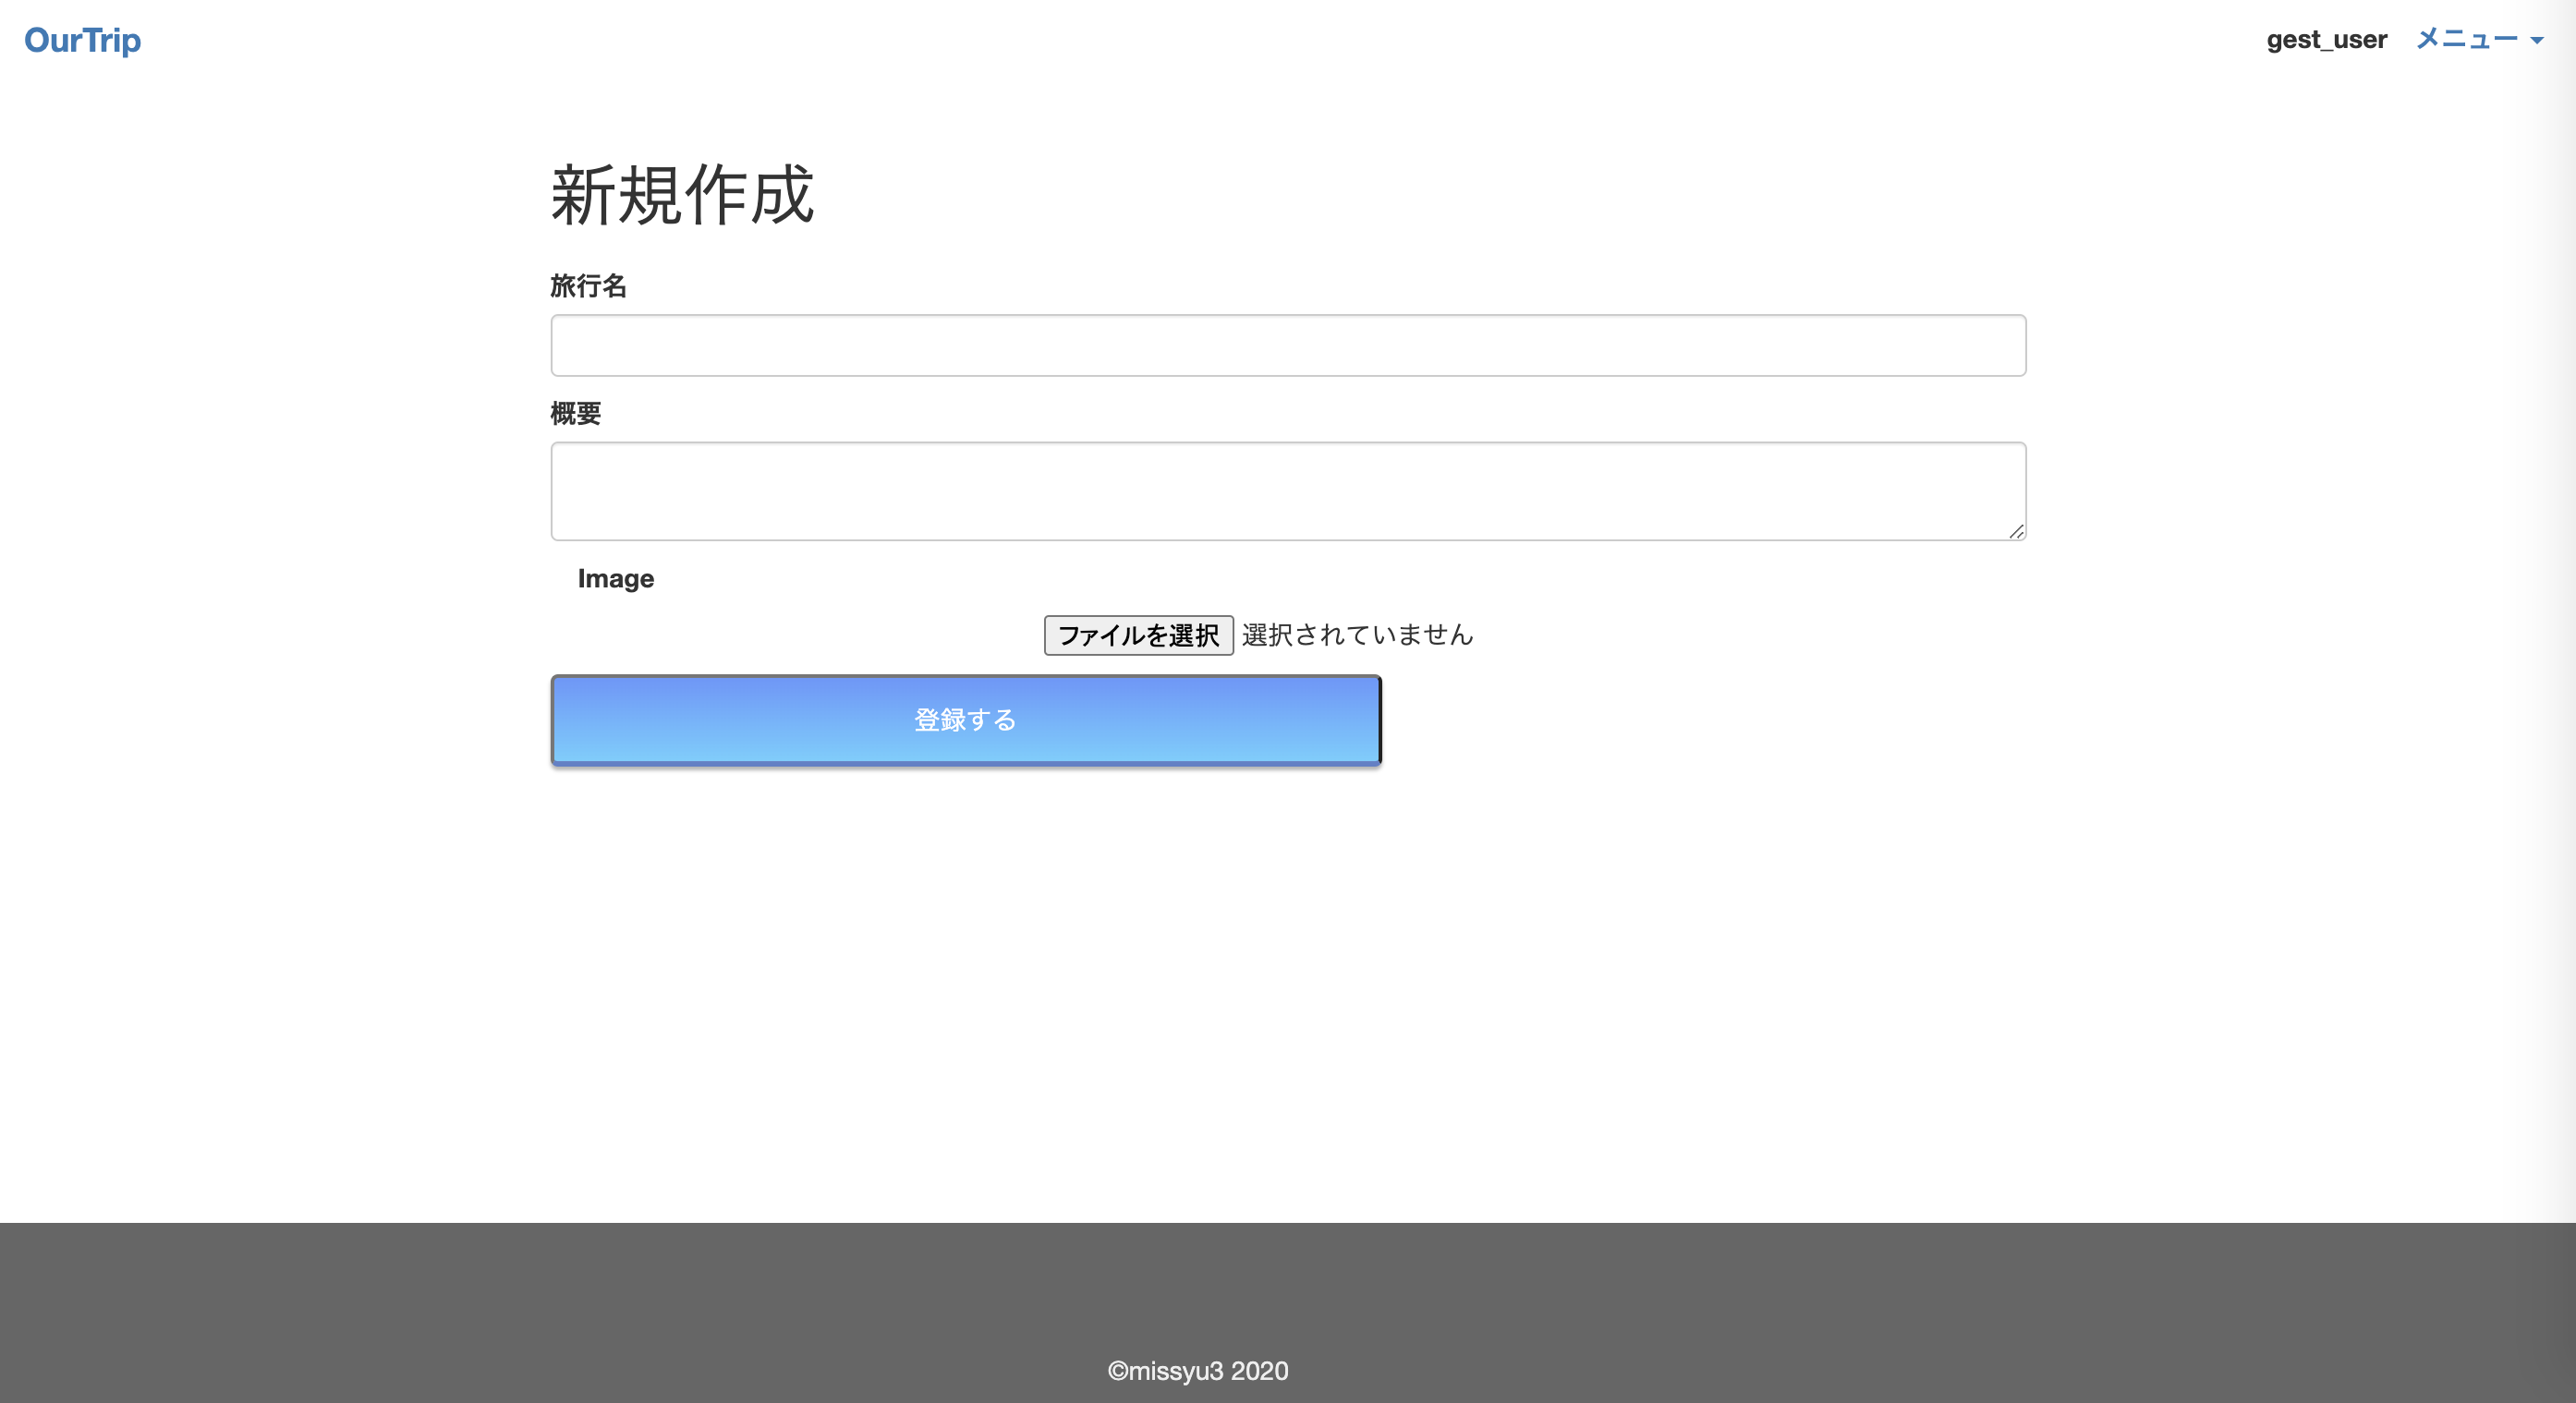 OurTrip
gest_user メニュー
新規作成
旅行名
概要
Image
ファイルを選択 選択されていません
登録する
©missyu3 2020